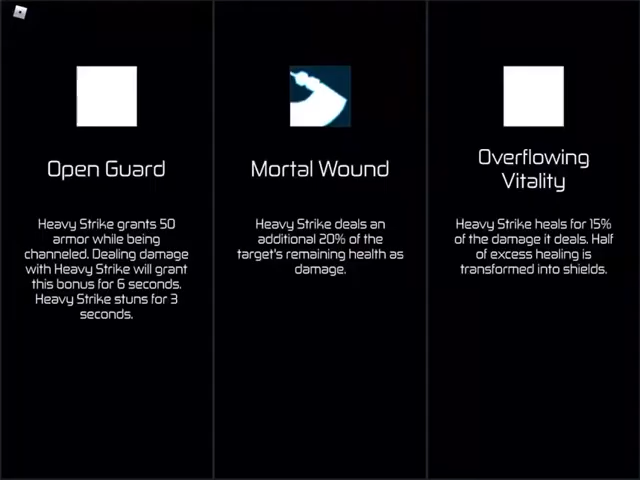 Open Guard
Heavy Strike grants 50
armor while being
channeled. Dealing damage
with Heavy Strike will grant
this bonus for 6 seconds.
Heavy Strike stuns for 3
seconds.
Mortal Wound
Heavy Strike deals an
additional 20% of the
target's remaining health as
damage.
Overflowing
Vitality
Heavy Strike heals for 15%
of the damage it deals. Half
of excess healing is
transformed into shields.